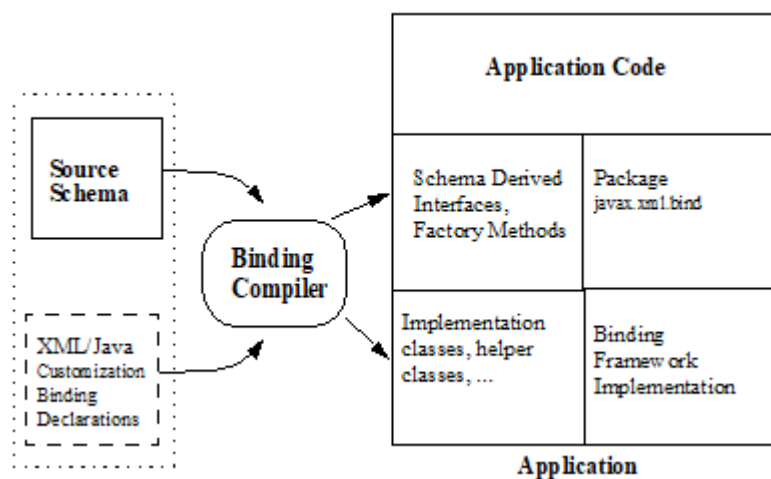 Application Code
Source
Schema
Schema Derived
Interfaces,
Factory Methods
Package
javax.xml.bind
Binding
Compiler
XML/Java
Customization
Binding
Declarations
Implementation
classes, helper
classes, ...
Binding
Framework
Implementation
Application